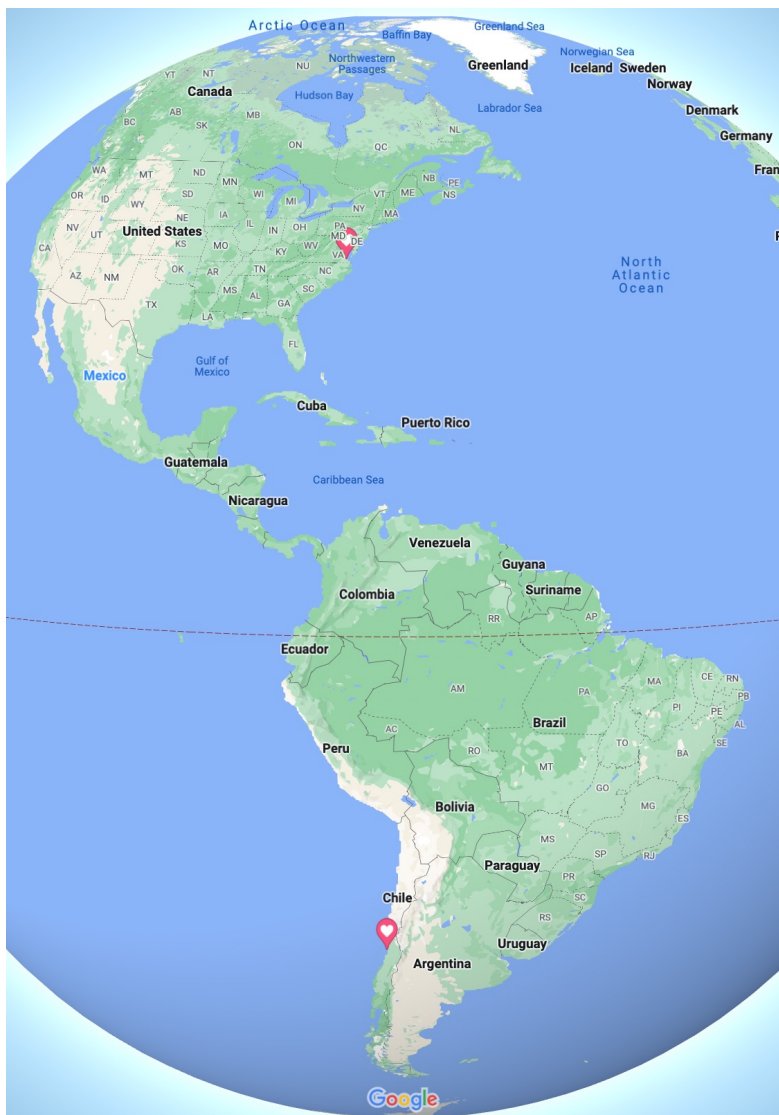 Arctic Ocean
Greenland Sea
Baffin Bay
Norwegian Sea
Northwestern
Passages
Greenland
Iceland
Sweden
Norway
YT
NT
NU
Canada
Hudson Bay
Labrador Sea
Denmark
Germany
BC
AB
SK
MB
ON
QC
NL
Fran
WA
MT
ND
MN
WI
MI
NY
VT
ME
NB
PE
NS
MA
OR
ID
WY
SD
IA
NE
IL
IN
OH
PA
MD
DE
NV
UT
United States
KS
MO
KY
WV
VA
CA
AZ
NM
OK
AR
TN
NC
MS
AL
GA
SC
TX
LA
FL
North
Atlantic
Ocean
Gulf of
Mexico
Mexico
Cuba
Puerto Rico
Guatemala
Caribbean Sea
Nicaragua
Venezuela
Guyana
Suriname
Colombia
RR
AP
Ecuador
AM
PA
MA
CE
RN
PB
PI
PE
AL
SE
AC
Brazil
Peru
RO
TO
BA
MT
GO
Bolivia
MG
ES
MS
SP
RJ
Paraguay
PR
SC
Chile
RS
Uruguay
Argentina
Google